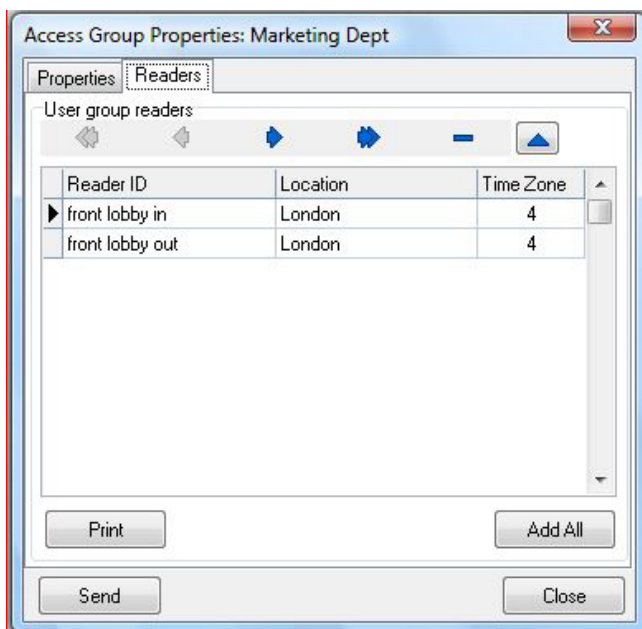 Access Group Properties: Marketing Dept
Properties Readers
User group readers
Reader ID Location Time Zone
front lobby in London 4
front lobby out London 4
Print Add All
Send Close